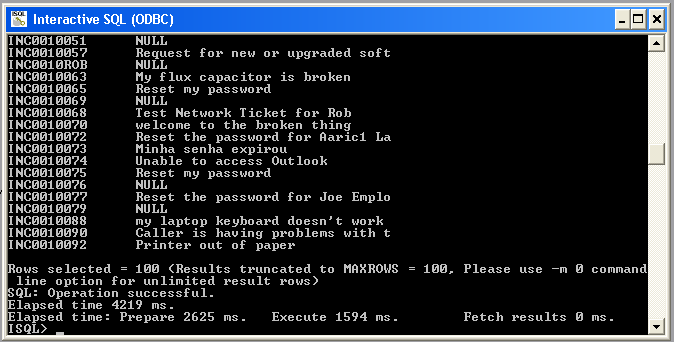 Interactive SQL (ODBC)
INC0010051 NULL
INC0010057 Request for new or upgraded soft
INC0010ROB NULL
INC0010063 My flux capacitor is broken
INC0010065 Reset my password
INC0010069 NULL
INC0010068 Test Network Ticket for Rob
INC0010070 welcome to the broken thing
INC0010072 Reset the password for Aaric1 La
INC0010073 Minha senha expirou
INC0010074 Unable to access Outlook
INC0010075 Reset my password
INC0010076 NULL
INC0010077 Reset the password for Joe Emplo
INC0010079 NULL
INC0010088 my laptop keyboard doesn't work
INC0010090 Caller is having problems with t
INC0010092 Printer out of paper
Rows selected = 100 (Results truncated to MAXROWS = 100, Please use -m 0 command
line option for unlimited result rows)
SQL: Operation successful.
Elapsed time 4219 ms.
Elapsed time: Prepare 2625 ms. Execute 1594 ms. Fetch results 0 ms.
ISQL> _